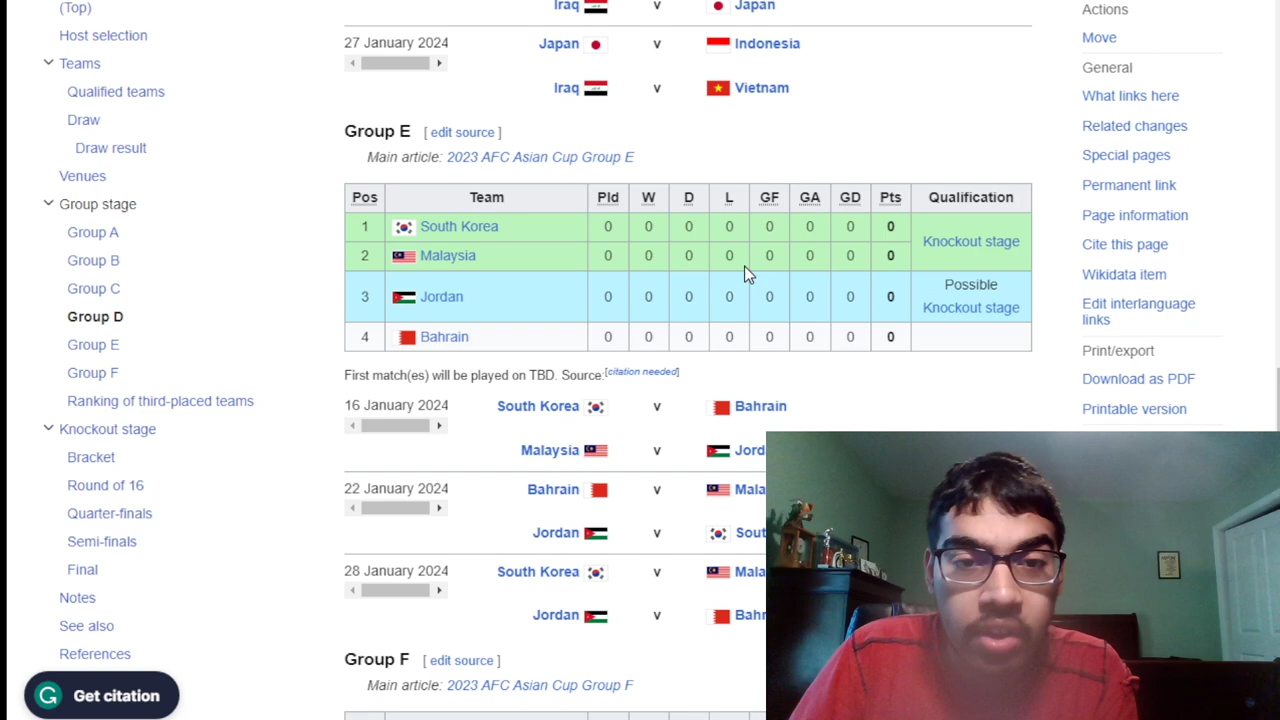 (Top)
Host selection
Teams
Qualified teams
Draw
Draw result
Venues
Group stage
Group A
Group B
Group C
Group D
Group E
Group F
Ranking of third-placed teams
Knockout stage
Bracket
Round of 16
Quarter-finals
Semi-finals
Final
Notes
See also
References
Get citation
Iraq v Japan
27 January 2024 Japan v Indonesia
Iraq v Vietnam
Group E [ edit source ]
Main article: 2023 AFC Asian Cup Group E
Pos Team Pld W D L GF GA GD Pts Qualification
1 South Korea 0 0 0 0 0 0 0 0 Knockout stage
2 Malaysia 0 0 0 0 0 0 0 0
3 Jordan 0 0 0 0 0 0 0 0 Possible
Knockout stage
4 Bahrain 0 0 0 0 0 0 0 0
First match(es) will be played on TBD. Source:[citation needed]
16 January 2024 South Korea v Bahrain
Malaysia v Jord
22 January 2024 Bahrain v Mala
Jordan v Sout
28 January 2024 South Korea v Mala
Jordan v Bahr
Group F [ edit source ]
Main article: 2023 AFC Asian Cup Group F
Actions
Move
General
What links here
Related changes
Special pages
Permanent link
Page information
Cite this page
Wikidata item
Edit interlanguage
links
Print/export
Download as PDF
Printable version